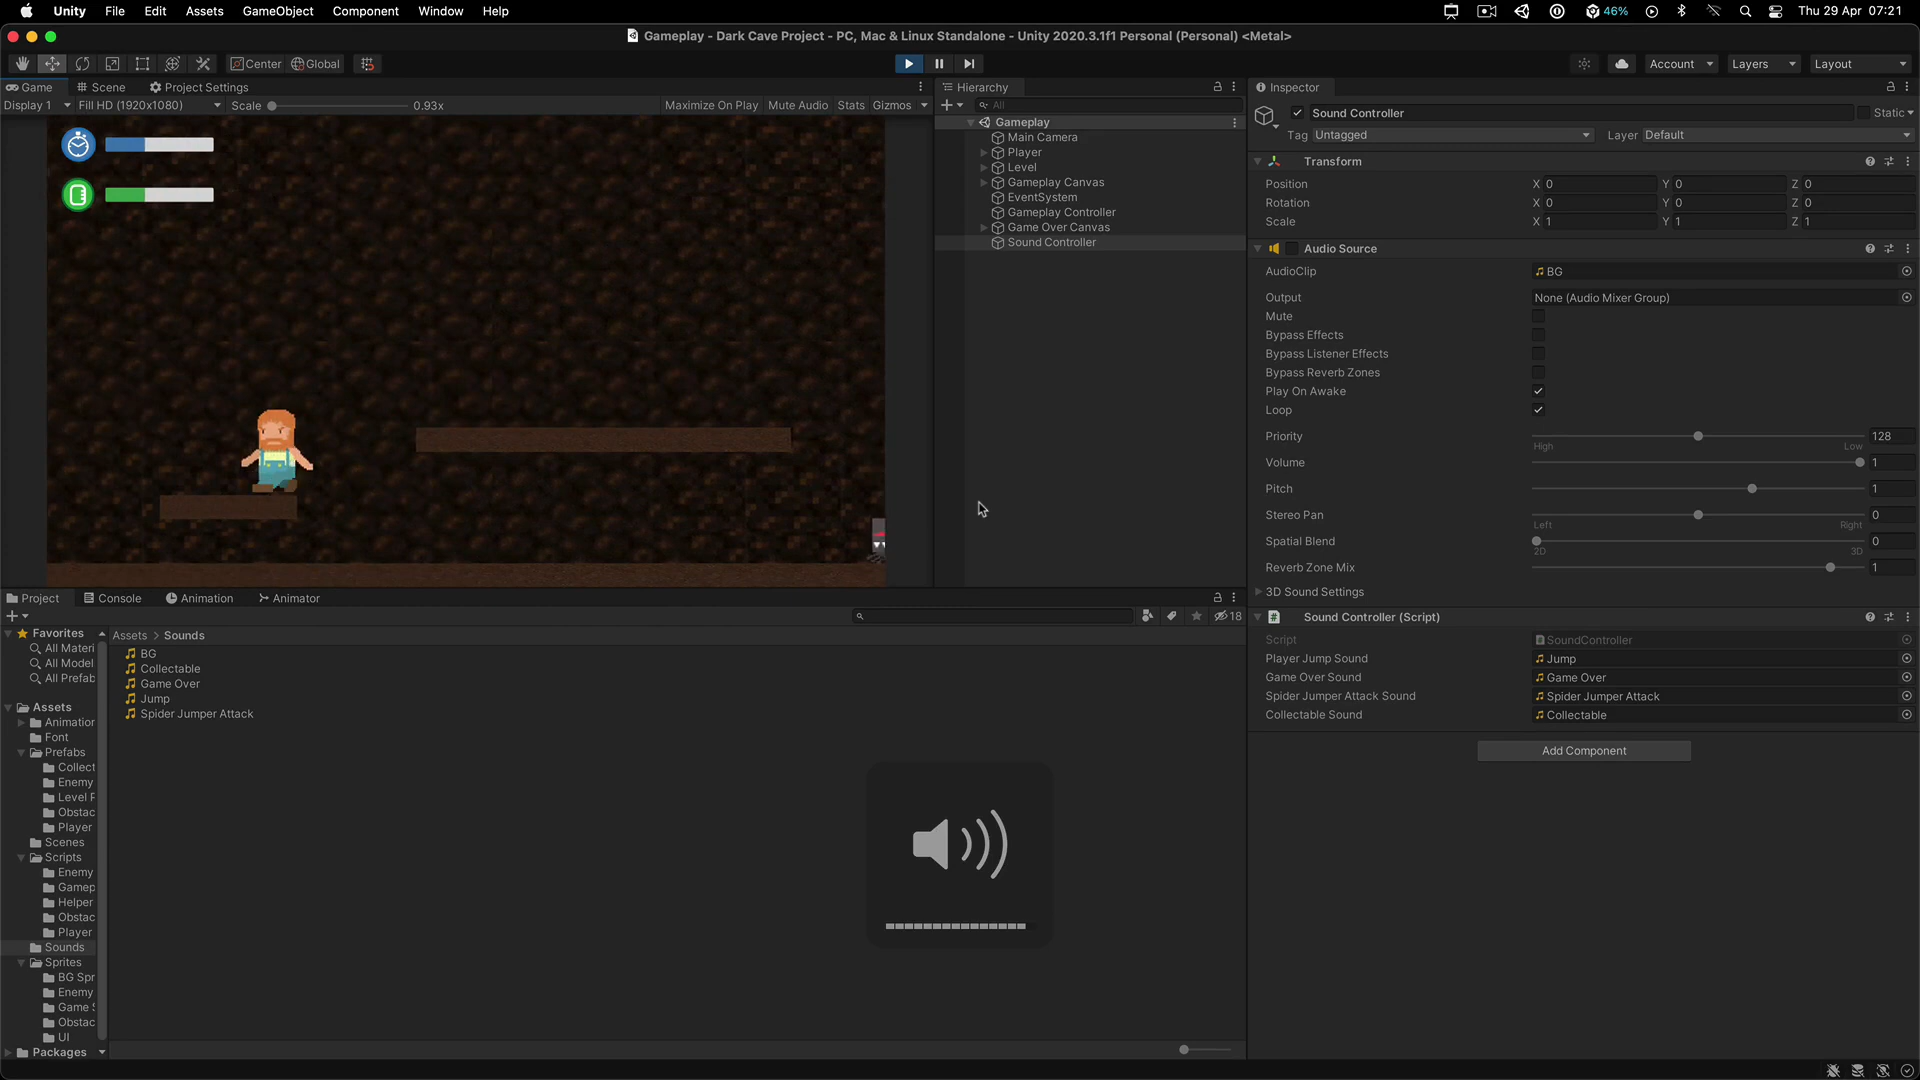 Unity File Edit Assets GameObject Component Window Help 46% Thu 29 Apr 07:21
Gameplay - Dark Cave Project - PC, Mac & Linux Standalone - Unity 2020.3.1f1 Personal (Personal) <Metal>
Center Global Account Layers Layout
Game Scene Project Settings
Display 1 Fill HD (1920x1080) Scale 0.93x Maximize On Play Mute Audio Stats Gizmos
Hierarchy
All
Gameplay
Main Camera
Player
Level
Gameplay Canvas
EventSystem
Gameplay Controller
Game Over Canvas
Sound Controller
Inspector
Sound Controller Static
Tag Untagged Layer Default
Transform
Position X 0 Y 0 Z 0
Rotation X 0 Y 0 Z 0
Scale X 1 Y 1 Z 1
Audio Source
AudioClip BG
Output None (Audio Mixer Group)
Mute
Bypass Effects
Bypass Listener Effects
Bypass Reverb Zones
Play On Awake
Loop
Priority 128
High Low
Volume 1
Pitch 1
Stereo Pan 0
Left Right
Spatial Blend 0
2D 3D
Reverb Zone Mix 1
3D Sound Settings
Sound Controller (Script)
Script SoundController
Player Jump Sound Jump
Game Over Sound Game Over
Spider Jumper Attack Sound Spider Jumper Attack
Collectable Sound Collectable
Add Component
Project Console Animation Animator
18
Favorites
All Materi
All Model
All Prefab
Assets
Animation
Font
Prefabs
Collect
Enemy
Level F
Obstac
Player
Scenes
Scripts
Enemy
Gamep
Helper
Obstac
Player
Sounds
Sprites
BG Spr
Enemy
Game S
Obstac
UI
Packages
Assets > Sounds
BG
Collectable
Game Over
Jump
Spider Jumper Attack